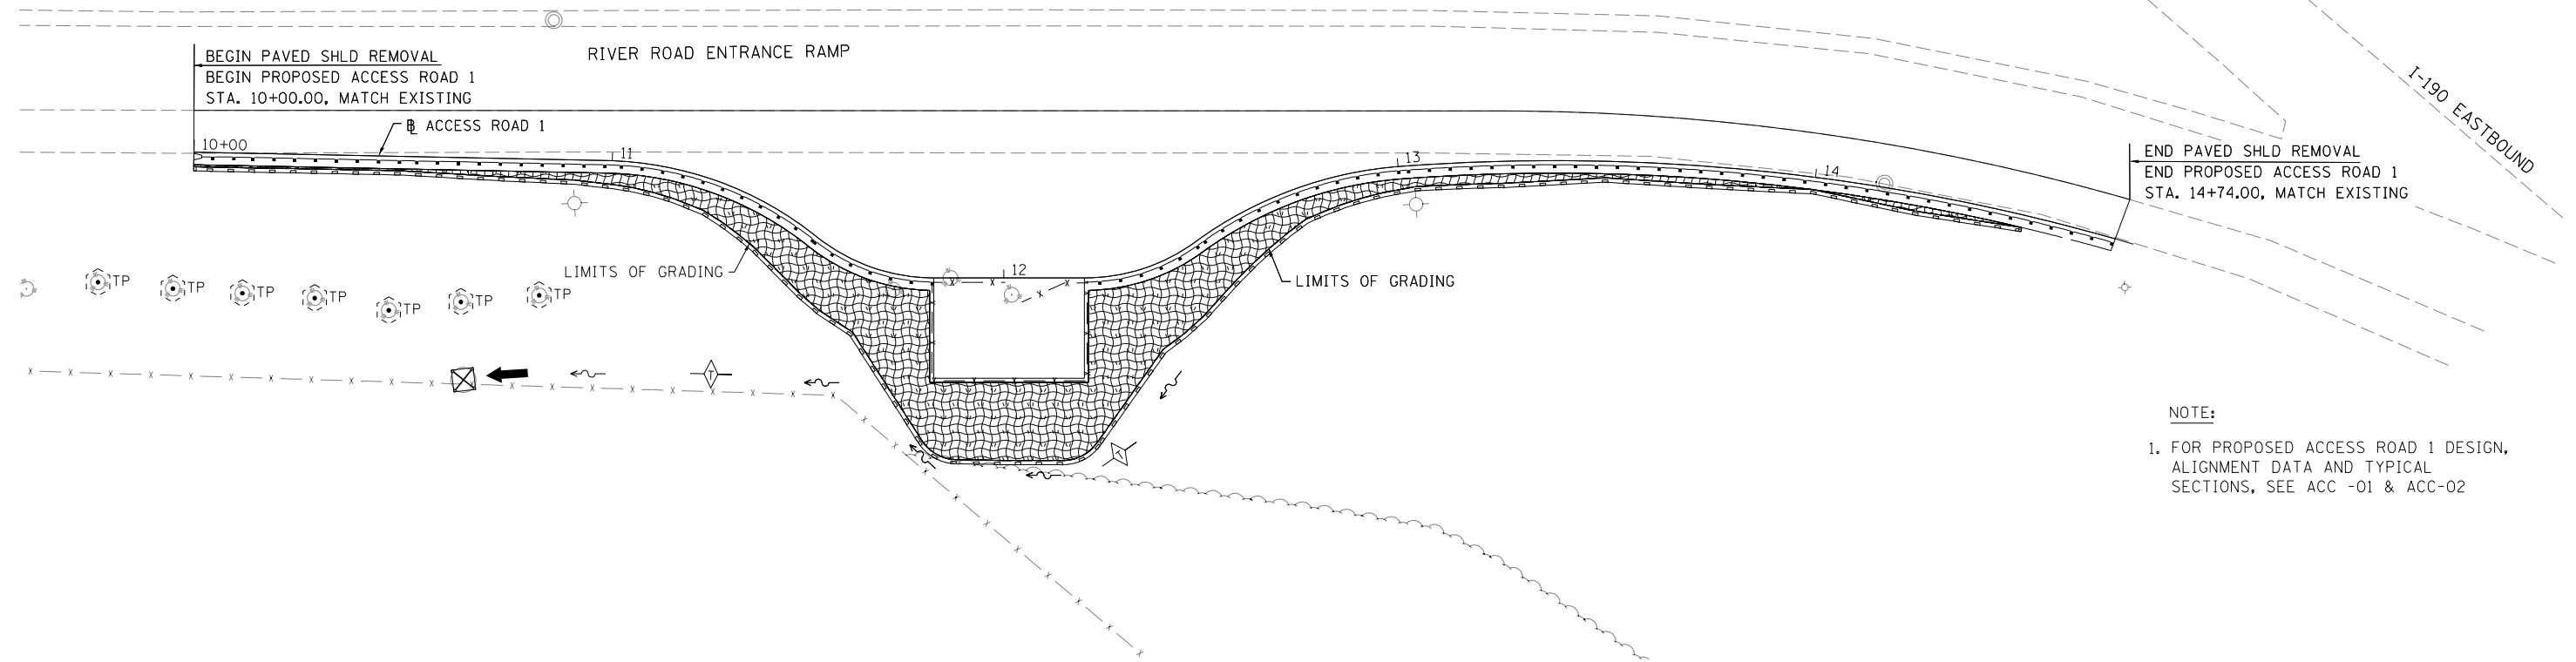 RIVER ROAD ENTRANCE RAMP
BEGIN PAVED SHLD REMOVAL
BEGIN PROPOSED ACCESS ROAD 1
STA. 10+00.00, MATCH EXISTING
℄ ACCESS ROAD 1
10+00
11
12
13
14
I-190 EASTBOUND
END PAVED SHLD REMOVAL
END PROPOSED ACCESS ROAD 1
STA. 14+74.00, MATCH EXISTING
LIMITS OF GRADING
LIMITS OF GRADING
TP
TP
TP
TP
TP
TP
TP
T
T
NOTE:
1. FOR PROPOSED ACCESS ROAD 1 DESIGN,
ALIGNMENT DATA AND TYPICAL
SECTIONS, SEE ACC -01 & ACC-02